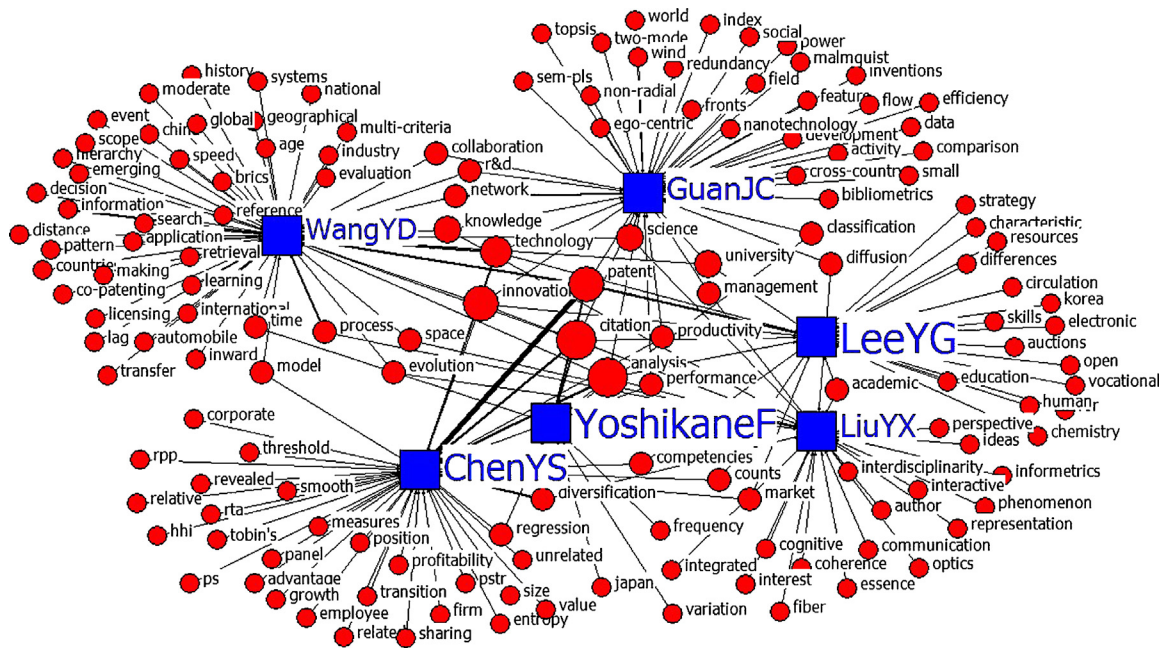 world
topsis
index
two-mode
social
power
wind
malmquist
history
systems
sem-pls
redundancy
field
inventions
moderate
national
non-radial
fronts
feature
flow
efficiency
event
global
geographical
multi-criteria
ego-centric
nanotechnology
data
scope
development
hierarchy
speed
age
industry
collaboration
activity
comparison
emerging
r&d
cross-country
small
decision
brics
evaluation
network
GuanJC
bibliometrics
information
strategy
search
reference
knowledge
science
classification
characteristic
distance
application
WangYD
technology
resources
pattern
retrieval
university
diffusion
differences
making
patent
co-patenting
learning
innovation
management
circulation
licensing
international
korea
time
process
space
citation
productivity
skills
electronic
lag
automobile
LeeYG
auctions
inward
analysis
open
transfer
model
evolution
performance
academic
education
vocational
human
corporate
YoshikaneF
LiuYX
perspective
ideas
chemistry
threshold
rpp
competencies
interdisciplinarity
informetrics
revealed
smooth
ChenYS
counts
interactive
relative
diversification
market
phenomenon
rta
author
representation
hhi
tobin's
measures
position
regression
frequency
panel
profitability
unrelated
cognitive
communication
ps
advantage
pstr
integrated
coherence
optics
growth
transition
size
japan
interest
essence
employee
firm
value
fiber
sharing
entropy
variation